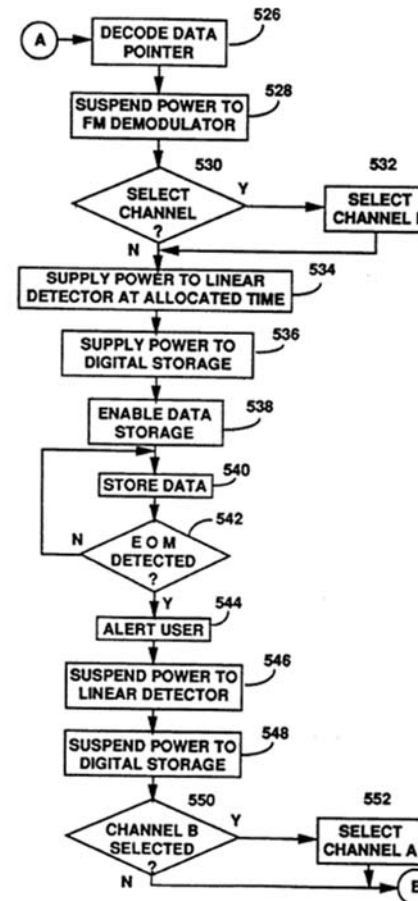 A
DECODE DATA
POINTER
526
SUSPEND POWER TO
FM DEMODULATOR
528
530
SELECT
CHANNEL
?
Y
N
532
SELECT
CHANNEL
SUPPLY POWER TO LINEAR
DETECTOR AT ALLOCATED TIME
534
SUPPLY POWER TO
DIGITAL STORAGE
536
ENABLE DATA
STORAGE
538
STORE DATA
540
542
E O M
DETECTED
?
N
Y
544
ALERT USER
SUSPEND POWER TO
LINEAR DETECTOR
546
SUSPEND POWER TO
DIGITAL STORAGE
548
550
CHANNEL B
SELECTED
?
Y
N
552
SELECT
CHANNEL A
B